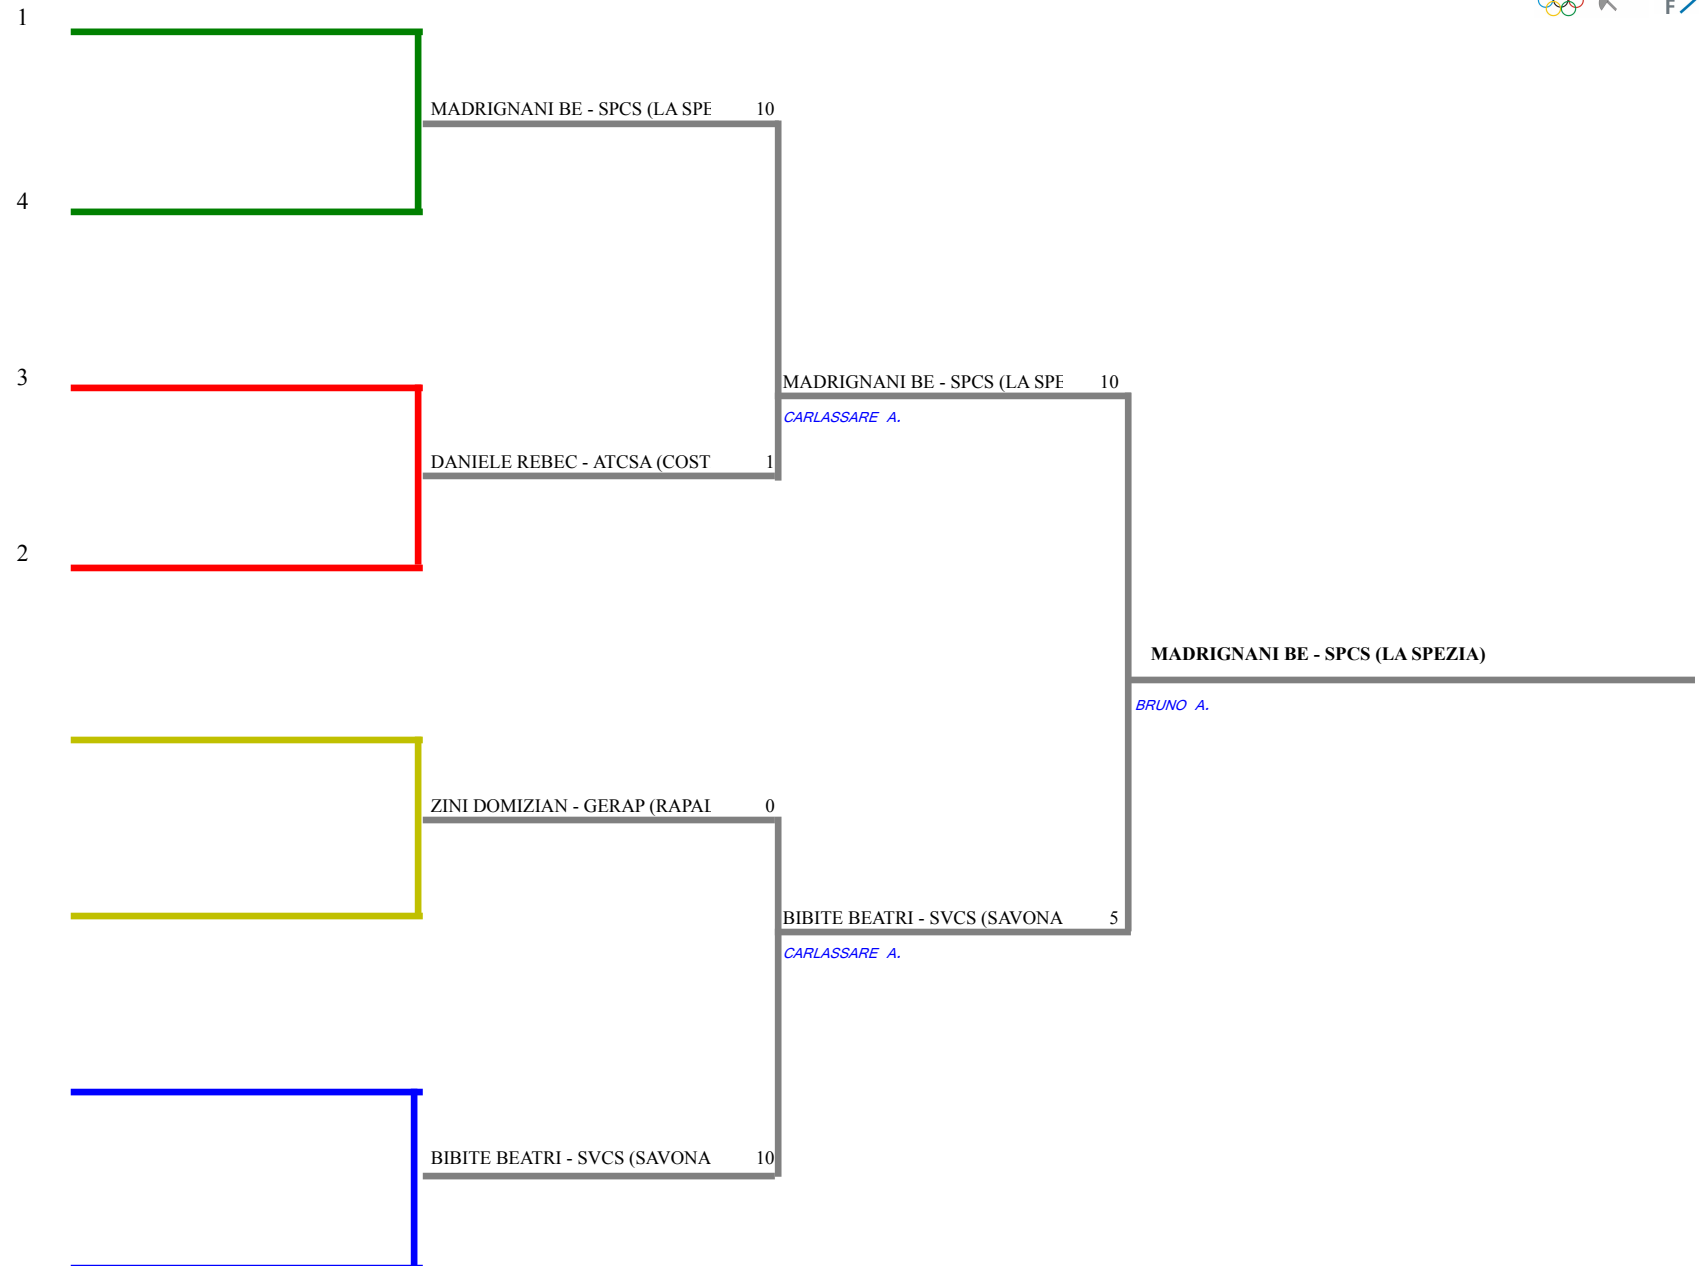 1
F
MADRIGNANI BE - SPCS (LA SPE 10
4
3
MADRIGNANI BE - SPCS (LA SPE 10
CARLASSARE A.
DANIELE REBEC - ATCSA (COST 1
2
MADRIGNANI BE - SPCS (LA SPEZIA)
BRUNO A.
ZINI DOMIZIAN - GERAP (RAPAL 0
BIBITE BEATRI - SVCS (SAVONA 5
CARLASSARE A.
BIBITE BEATRI - SVCS (SAVONA 10